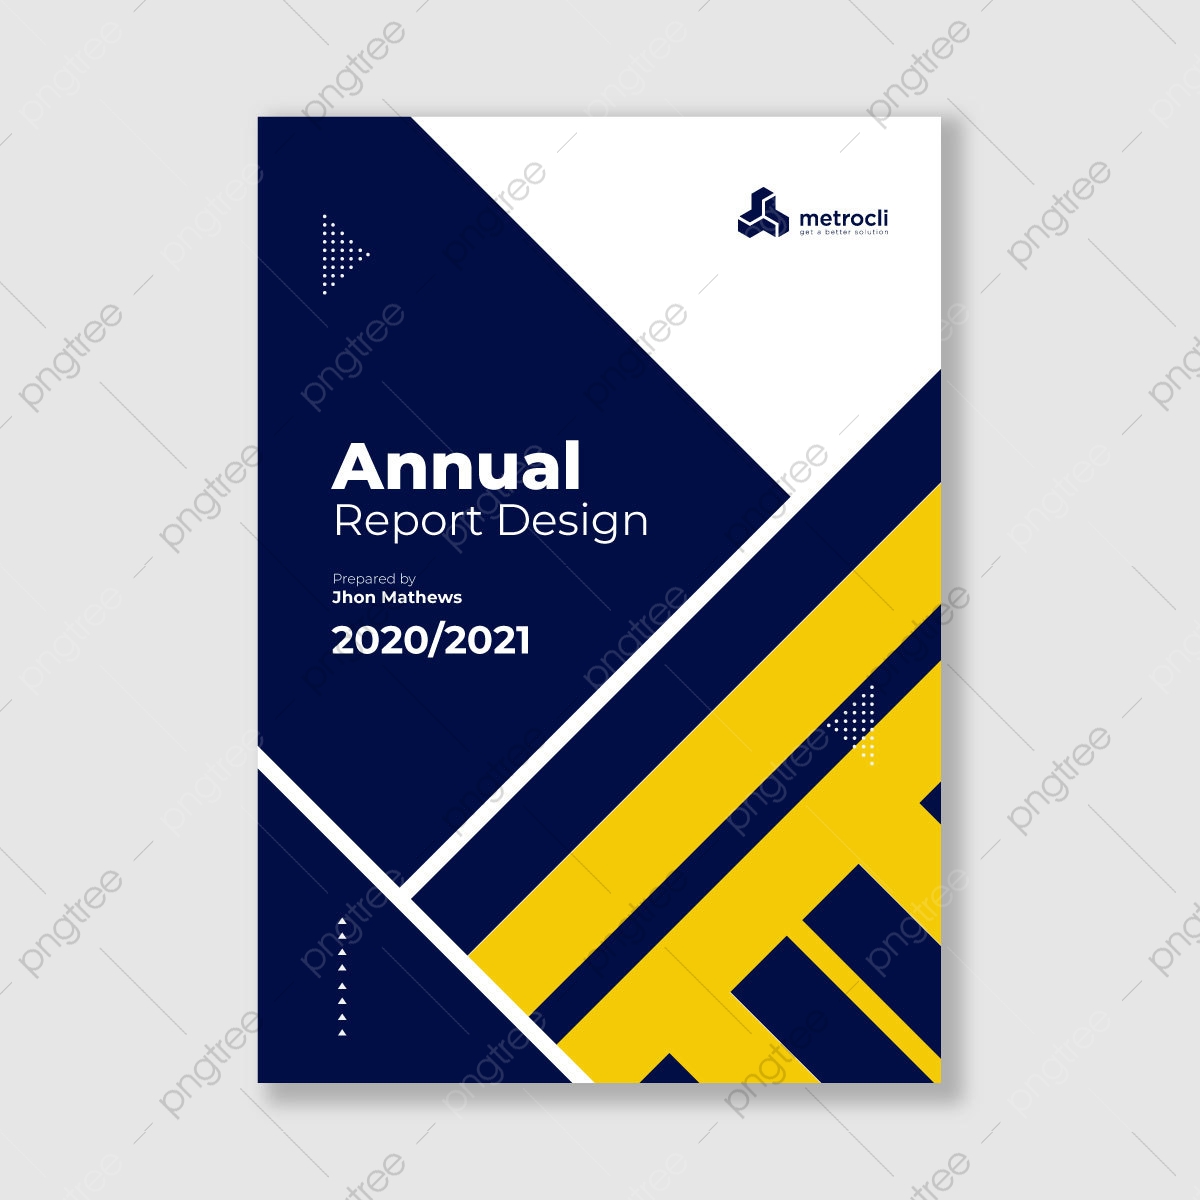 metrocli
get a better solution
Annual
Report Design
Prepared by
Jhon Mathews
2020/2021
pngtree